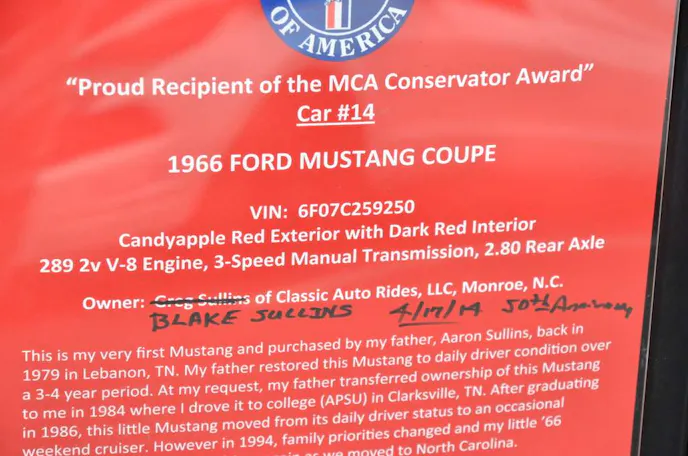 OF AMERICA
“Proud Recipient of the MCA Conservator Award”
Car #14
1966 FORD MUSTANG COUPE
VIN: 6F07C259250
Candyapple Red Exterior with Dark Red Interior
289 2v V-8 Engine, 3-Speed Manual Transmission, 2.80 Rear Axle
Owner: Greg Sullins of Classic Auto Rides, LLC, Monroe, N.C.
BLAKE SULLINS 4/17/14 50th Anniversary
This is my very first Mustang and purchased by my father, Aaron Sullins, back in
1979 in Lebanon, TN. My father restored this Mustang to daily driver condition over
a 3-4 year period. At my request, my father transferred ownership of this Mustang
to me in 1984 where I drove it to college (APSU) in Clarksville, TN. After graduating
in 1986, this little Mustang moved from its daily driver status to an occasional
weekend cruiser. However in 1994, family priorities changed and my little ’66
as we moved to North Carolina.